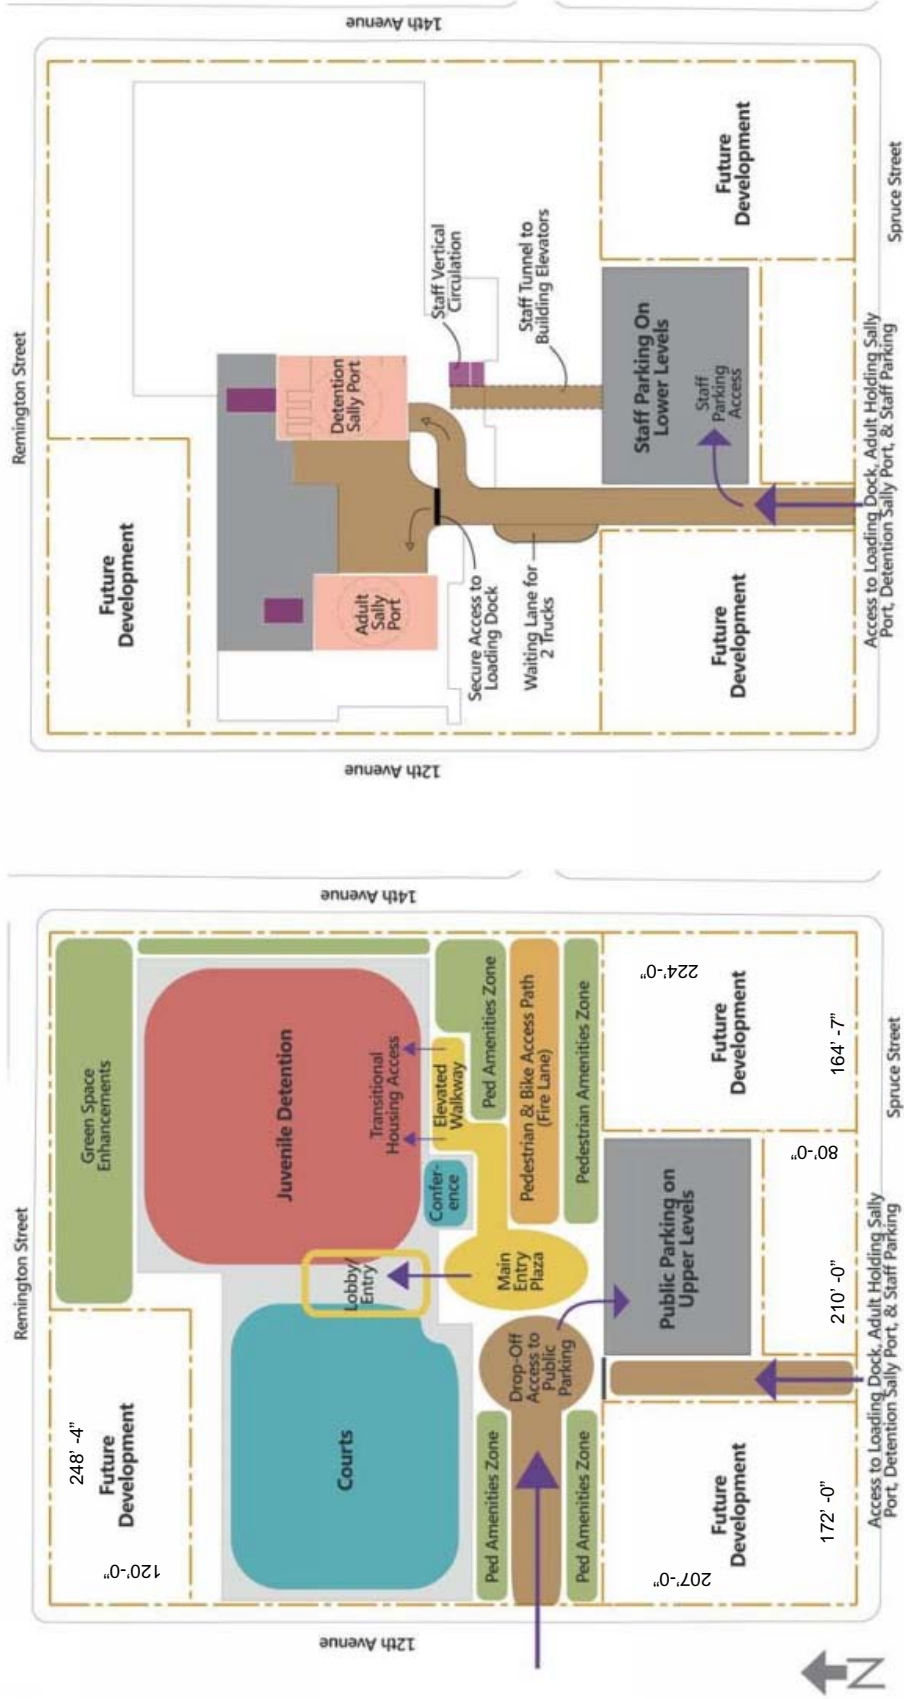 Remington Street
Green Space
Enhancements
248' -4"
Future
Development
120'-0"
Juvenile Detention
Transitional
Housing Access
Lobby/
Entry
Courts
Confer-
ence
Elevated
Walkway
Ped Amenities Zone
Main
Entry
Plaza
Pedestrian & Bike Access Path
(Fire Lane)
Pedestrian Amenities Zone
Ped Amenities Zone
Drop-Off
Access to
Public
Parking
Ped Amenities Zone
12th Avenue
14th Avenue
Public Parking on
Upper Levels
224'-0"
Future
Development
164' -7"
80'-0"
210' -0"
Future
Development
207'-0"
172' -0"
Spruce Street
Access to Loading Dock, Adult Holding Sally
Port, Detention Sally Port, & Staff Parking
N
Remington Street
Future
Development
Detention
Sally Port
Adult
Sally
Port
Staff Vertical
Circulation
Secure Access to
Loading Dock
Staff Tunnel to
Building Elevators
Waiting Lane for
2 Trucks
12th Avenue
14th Avenue
Staff Parking On
Lower Levels
Staff
Parking
Access
Future
Development
Future
Development
Spruce Street
Access to Loading Dock, Adult Holding Sally
Port, Detention Sally Port, & Staff Parking